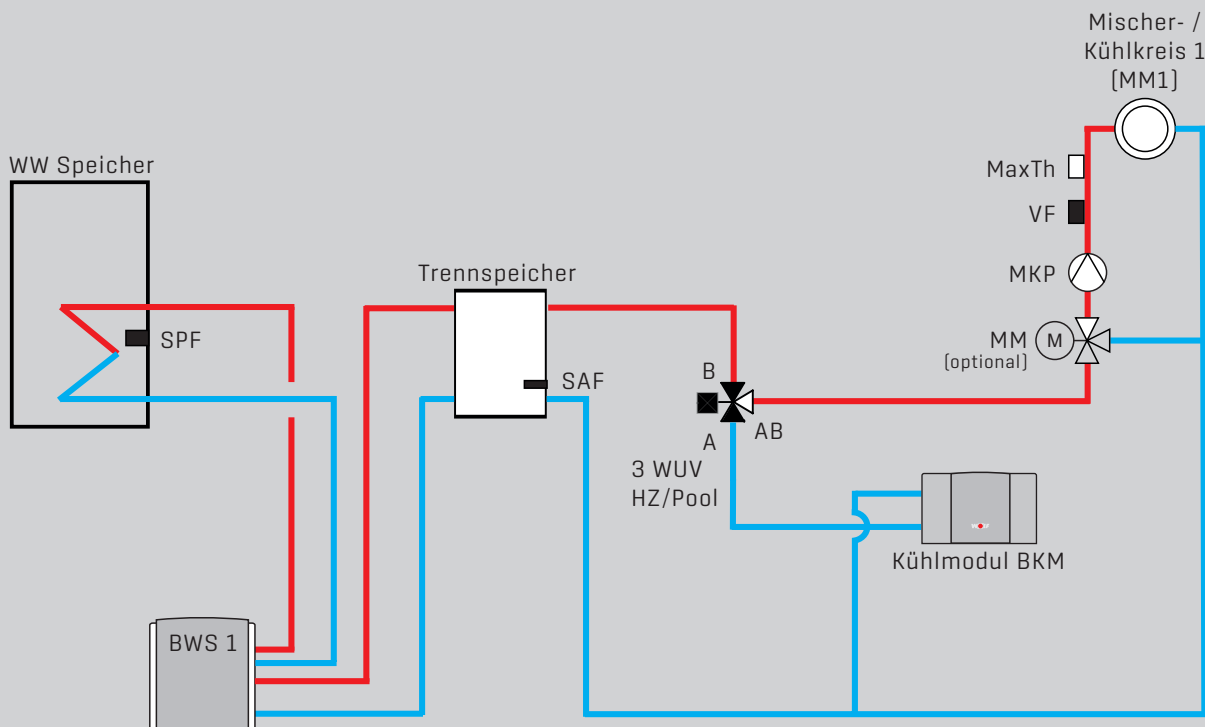 Mischer- /
Kühlkreis 1
(MM1)
WW Speicher
MaxTh
VF
Trennspeicher
MKP
SPF
MM
(optional)
M
SAF
B
A
AB
3 WUV
HZ/Pool
Kühlmodul BKM
BWS 1